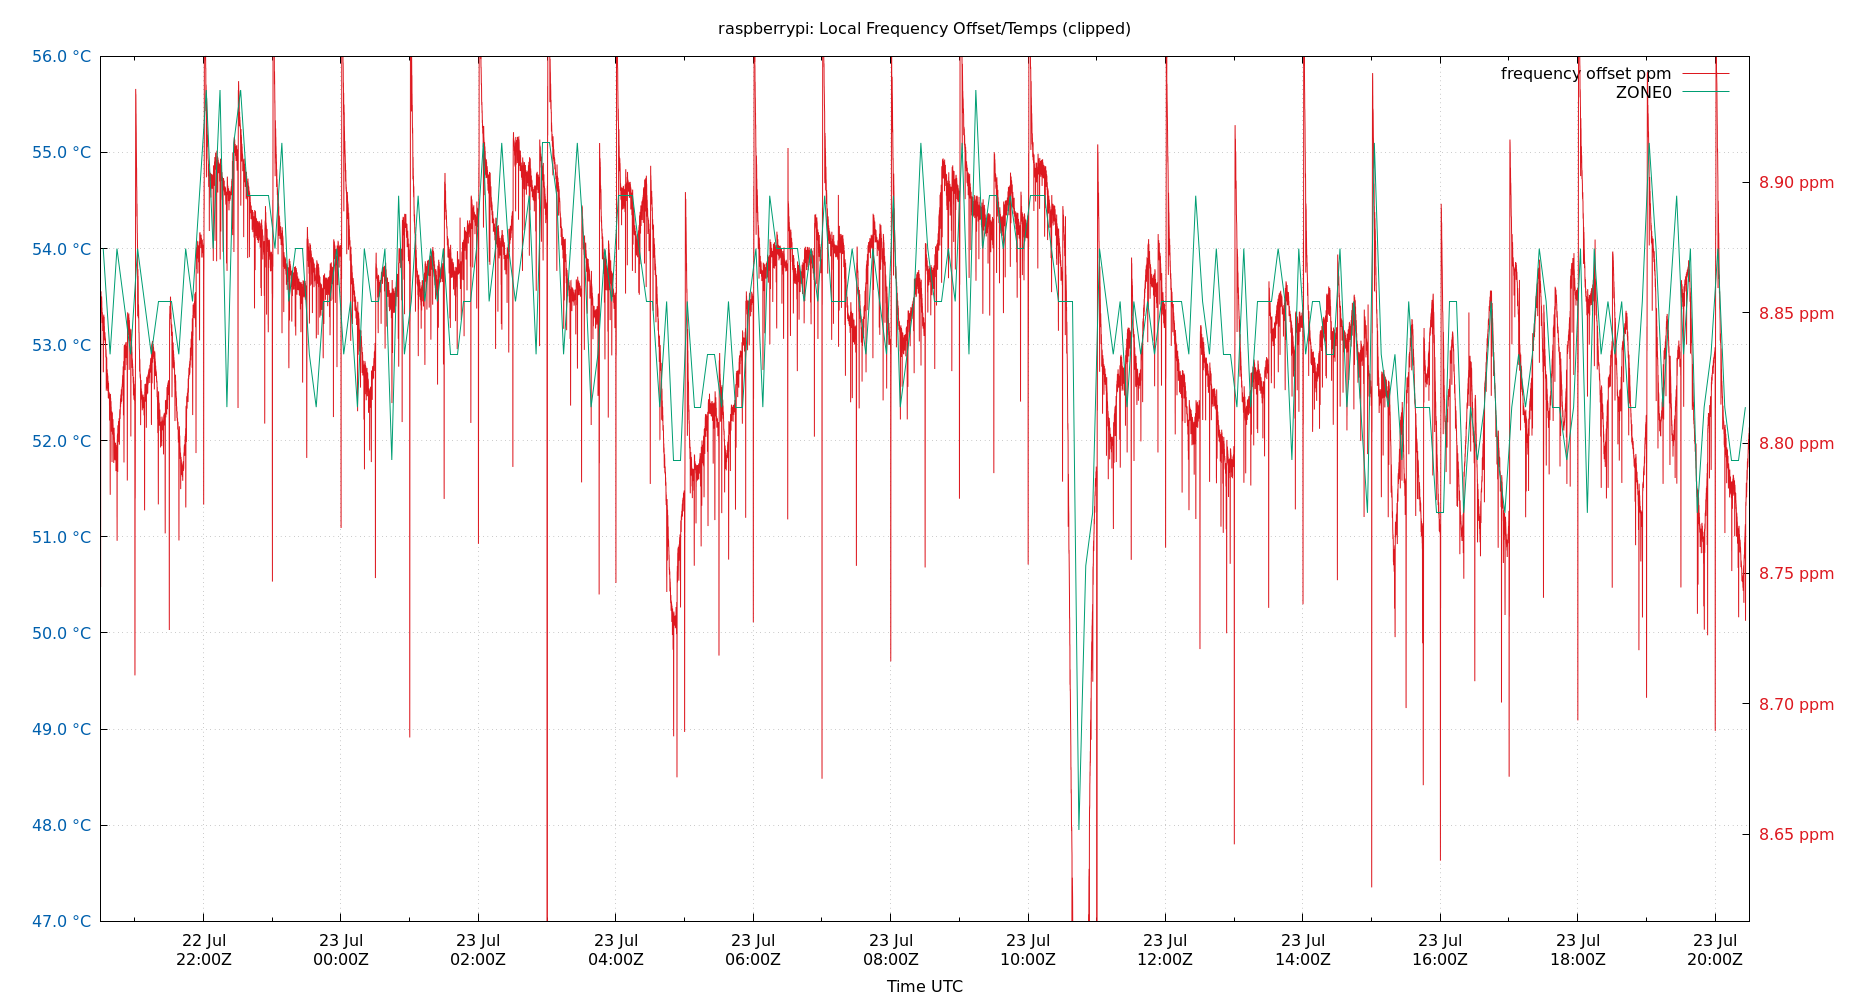 raspberrypi: Local Frequency Offset/Temps (clipped)
frequency offset ppm
ZONE0
56.0 °C
55.0 °C
54.0 °C
53.0 °C
52.0 °C
51.0 °C
50.0 °C
49.0 °C
48.0 °C
47.0 °C
8.90 ppm
8.85 ppm
8.80 ppm
8.75 ppm
8.70 ppm
8.65 ppm
22 Jul
22:00Z
23 Jul
00:00Z
23 Jul
02:00Z
23 Jul
04:00Z
23 Jul
06:00Z
23 Jul
08:00Z
23 Jul
10:00Z
23 Jul
12:00Z
23 Jul
14:00Z
23 Jul
16:00Z
23 Jul
18:00Z
23 Jul
20:00Z
Time UTC